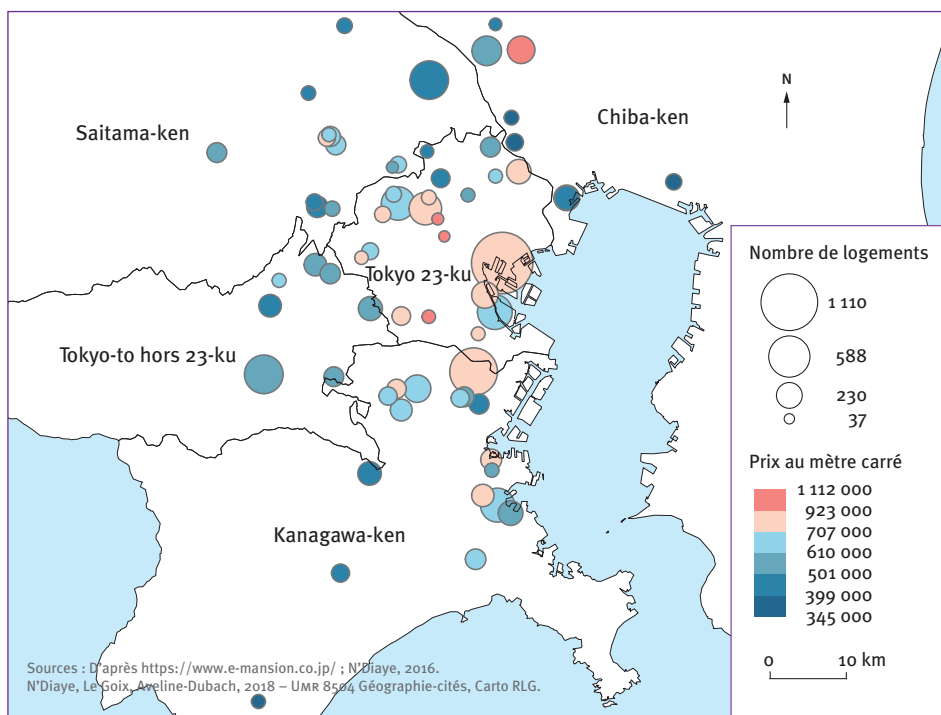 N
Chiba-ken
Saitama-ken
Tokyo 23-ku
Tokyo-to hors 23-ku
Kanagawa-ken
Nombre de logements
1 110
588
230
37
Prix au mètre carré
1 112 000
923 000
707 000
610 000
501 000
399 000
345 000
0 10 km
Sources : D'après https://www.e-mansion.co.jp/ ; N'Diaye, 2016.
N'Diaye, Le Goix, Aveline-Dubach, 2018 – UMR 8504 Géographie-cités, Carto RLG.